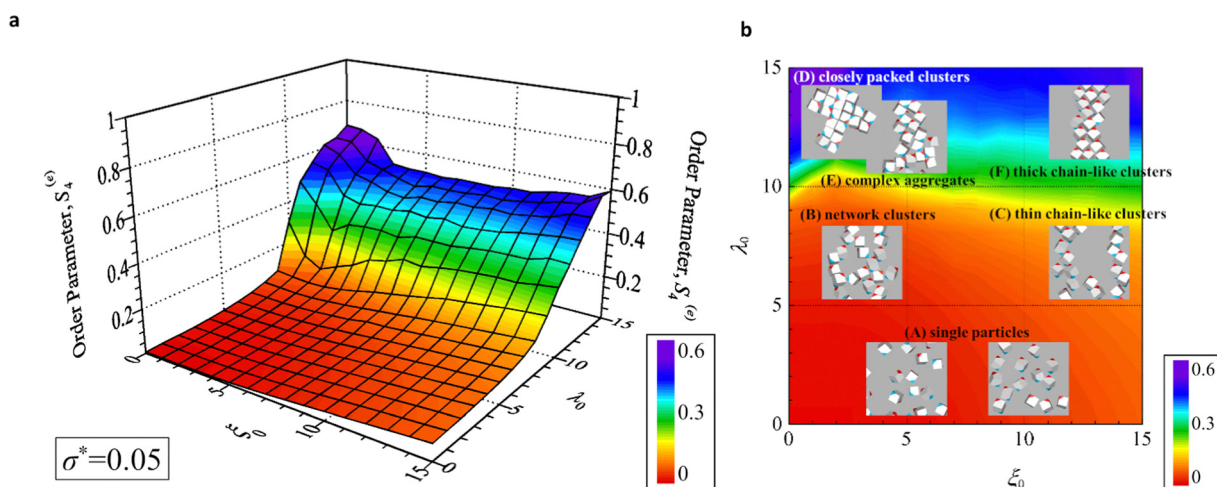 a
b
1
0.8
0.6
0.4
0.2
Order Parameter, S₄⁽ᵉ⁾
1
0.8
0.6
0.4
0.2
Order Parameter, S₄⁽ᵉ⁾
0
5
10
15
ξ₀
0
5
10
15
λ₀
σ*=0.05
0.6
0.3
0
15
10
5
0
λ₀
(D) closely packed clusters
(E) complex aggregates
(F) thick chain-like clusters
(B) network clusters
(C) thin chain-like clusters
(A) single particles
0
5
10
15
ξ₀
0.6
0.3
0